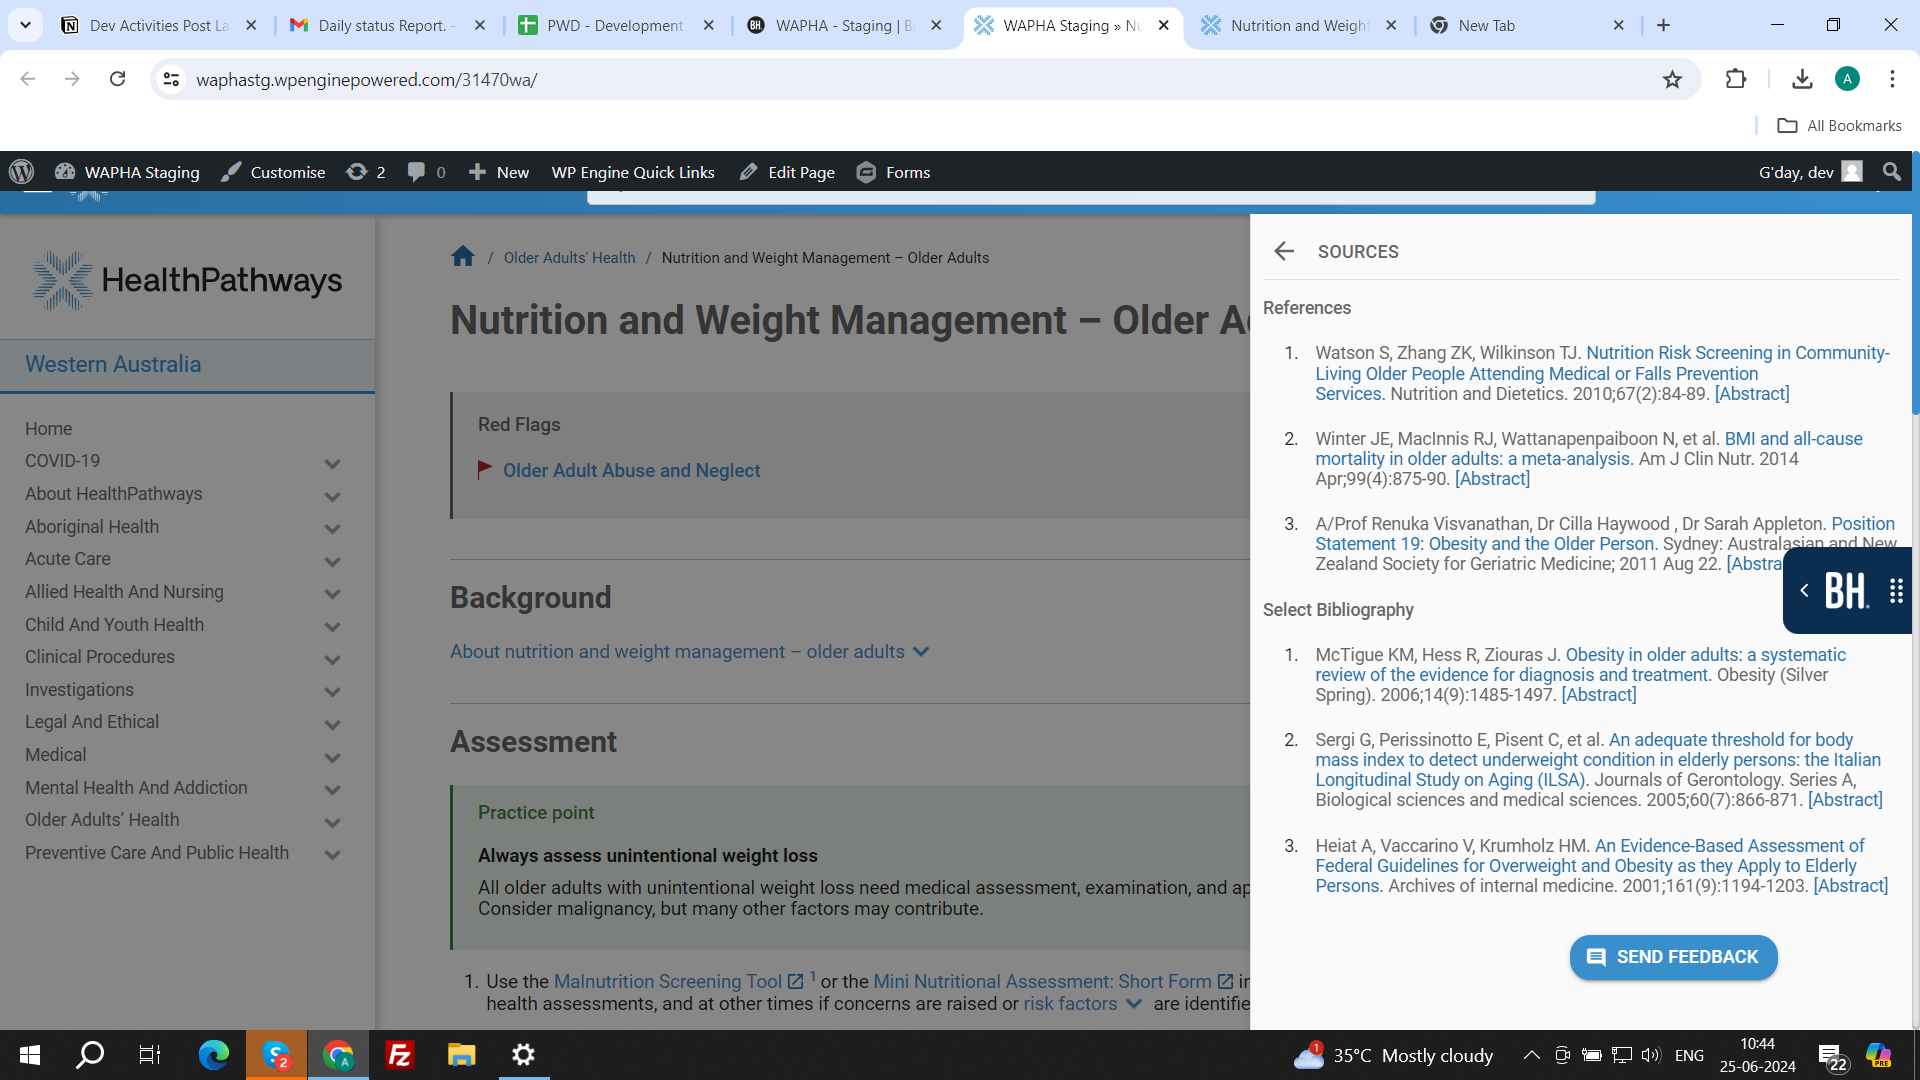 Dev Activities Post La
Daily status Report. -
PWD - Development
WAPHA - Staging | B
WAPHA Staging » Nu
Nutrition and Weight
New Tab
waphastg.wpenginepowered.com/31470wa/
A
All Bookmarks
WAPHA Staging
Customise
2
0
New
WP Engine Quick Links
Edit Page
Forms
G'day, dev
HealthPathways
Western Australia
Home
COVID-19
About HealthPathways
Aboriginal Health
Acute Care
Allied Health And Nursing
Child And Youth Health
Clinical Procedures
Investigations
Legal And Ethical
Medical
Mental Health And Addiction
Older Adults’ Health
Preventive Care And Public Health
/ Older Adults' Health / Nutrition and Weight Management – Older Adults
Nutrition and Weight Management – Older A
Red Flags
Older Adult Abuse and Neglect
Background
About nutrition and weight management – older adults
Assessment
Practice point
Always assess unintentional weight loss
All older adults with unintentional weight loss need medical assessment, examination, and ap
Consider malignancy, but many other factors may contribute.
1. Use the Malnutrition Screening Tool 1 or the Mini Nutritional Assessment: Short Form in
health assessments, and at other times if concerns are raised or risk factors are identifie
SOURCES
References
1. Watson S, Zhang ZK, Wilkinson TJ. Nutrition Risk Screening in Community-
Living Older People Attending Medical or Falls Prevention
Services. Nutrition and Dietetics. 2010;67(2):84-89. [Abstract]
2. Winter JE, MacInnis RJ, Wattanapenpaiboon N, et al. BMI and all-cause
mortality in older adults: a meta-analysis. Am J Clin Nutr. 2014
Apr;99(4):875-90. [Abstract]
3. A/Prof Renuka Visvanathan, Dr Cilla Haywood , Dr Sarah Appleton. Position
Statement 19: Obesity and the Older Person. Sydney: Australasian and New
Zealand Society for Geriatric Medicine; 2011 Aug 22. [Abstra
BH.
Select Bibliography
1. McTigue KM, Hess R, Ziouras J. Obesity in older adults: a systematic
review of the evidence for diagnosis and treatment. Obesity (Silver
Spring). 2006;14(9):1485-1497. [Abstract]
2. Sergi G, Perissinotto E, Pisent C, et al. An adequate threshold for body
mass index to detect underweight condition in elderly persons: the Italian
Longitudinal Study on Aging (ILSA). Journals of Gerontology. Series A,
Biological sciences and medical sciences. 2005;60(7):866-871. [Abstract]
3. Heiat A, Vaccarino V, Krumholz HM. An Evidence-Based Assessment of
Federal Guidelines for Overweight and Obesity as they Apply to Elderly
Persons. Archives of internal medicine. 2001;161(9):1194-1203. [Abstract]
SEND FEEDBACK
2
A
1
35°C Mostly cloudy
ENG
10:44
25-06-2024
22
PRE